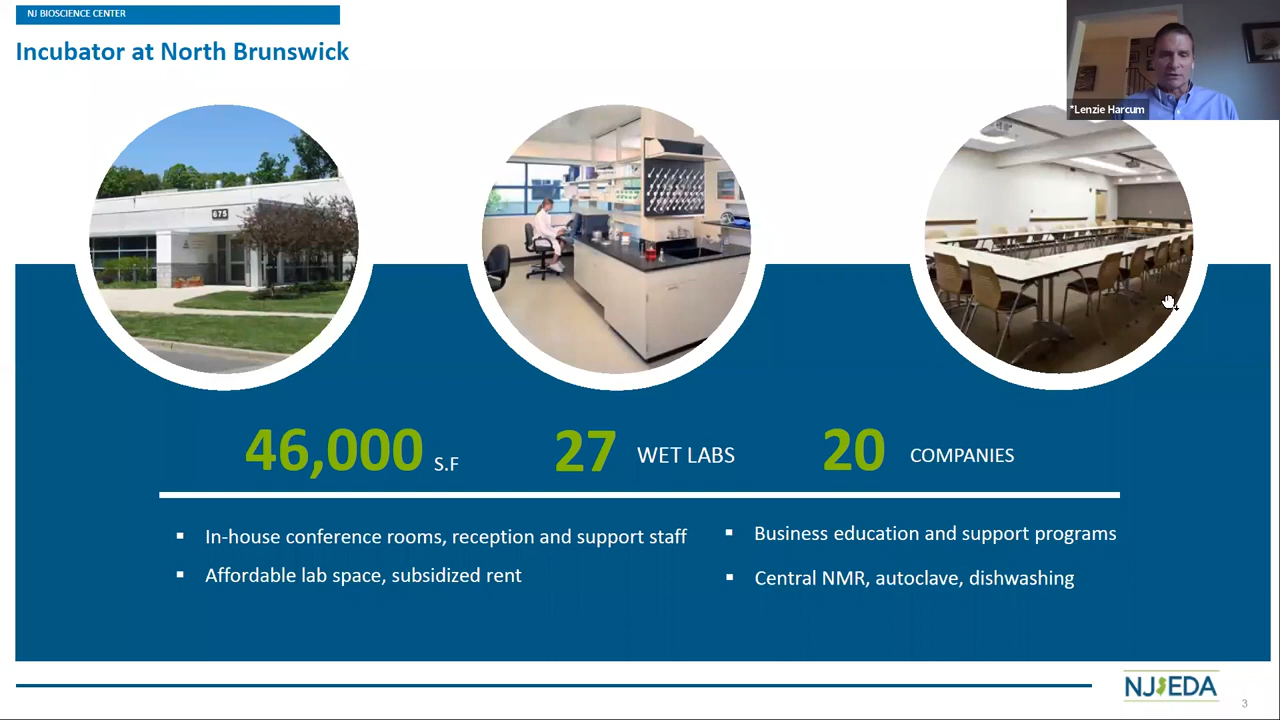 NJ BIOSCIENCE CENTER
Incubator at North Brunswick
*Lenzie Harcum
675
46,000 S.F
27 WET LABS
20 COMPANIES
▪ In-house conference rooms, reception and support staff
▪ Affordable lab space, subsidized rent
▪ Business education and support programs
▪ Central NMR, autoclave, dishwashing
NJEDA
3